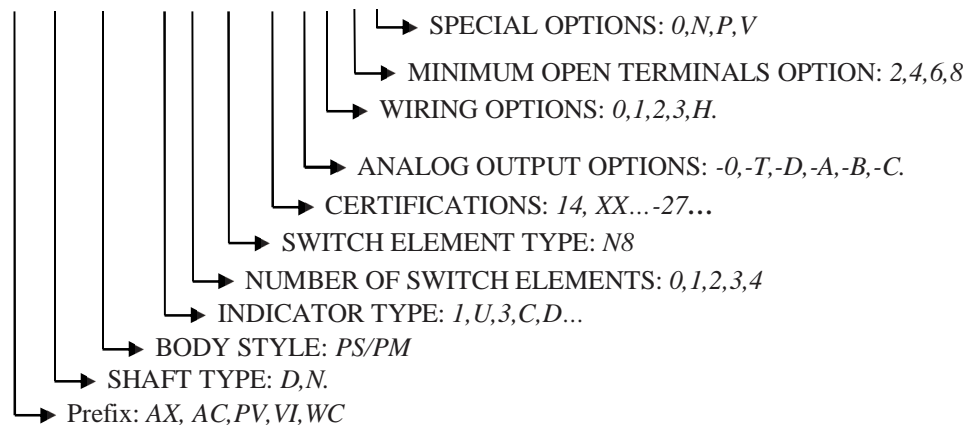 SPECIAL OPTIONS: 0,N,P,V
MINIMUM OPEN TERMINALS OPTION: 2,4,6,8
WIRING OPTIONS: 0,1,2,3,H.
ANALOG OUTPUT OPTIONS: -0,-T,-D,-A,-B,-C.
CERTIFICATIONS: 14, XX…-27…
SWITCH ELEMENT TYPE: N8
NUMBER OF SWITCH ELEMENTS: 0,1,2,3,4
INDICATOR TYPE: 1,U,3,C,D…
BODY STYLE: PS/PM
SHAFT TYPE: D,N.
Prefix: AX, AC,PV,VI,WC